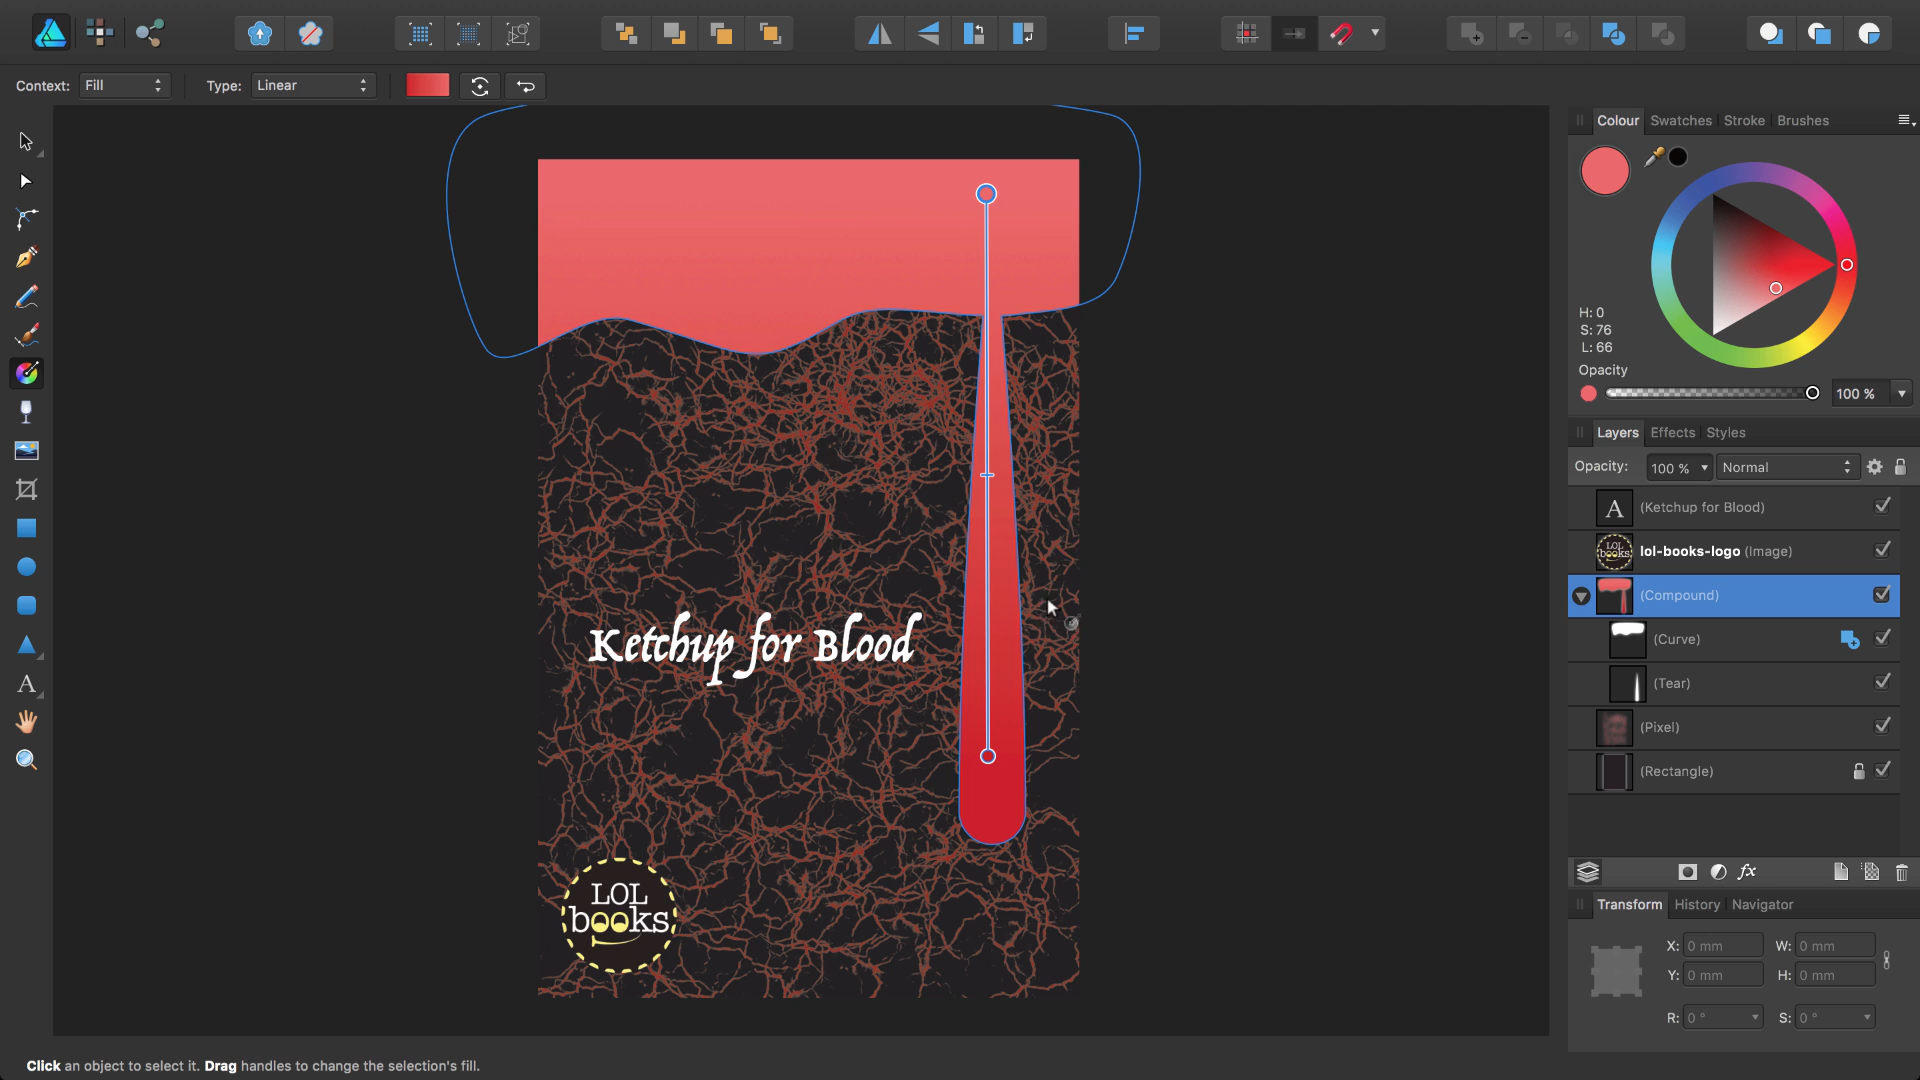 Context: Fill Type: Linear
Colour Swatches Stroke Brushes
H: 0
S: 76
L: 66
Opacity
100 %
Layers Effects Styles
Opacity: 100 % Normal
A (Ketchup for Blood)
LOL books lol-books-logo (Image)
(Compound)
(Curve)
(Tear)
(Pixel)
(Rectangle)
fx
Transform History Navigator
X: 0 mm W: 0 mm
Y: 0 mm H: 0 mm
R: 0 ° S: 0 °
A
Ketchup for Blood
LOL
books
Click an object to select it. Drag handles to change the selection's fill.